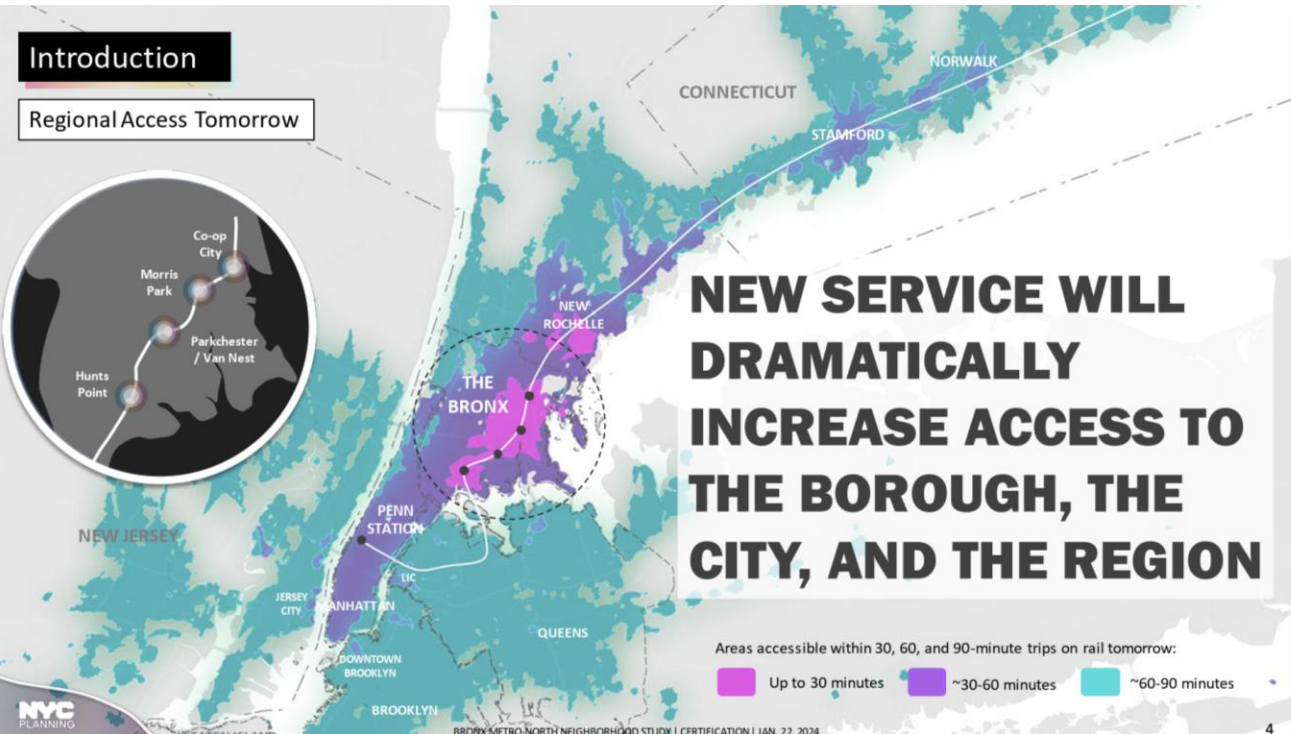 Introduction
Regional Access Tomorrow
CONNECTICUT
NORWALK
STAMFORD
Co-op
City
Morris
Park
Parkchester
/ Van Nest
Hunts
Point
NEW
ROCHELLE
THE
BRONX
NEW SERVICE WILL
DRAMATICALLY
INCREASE ACCESS TO
THE BOROUGH, THE
CITY, AND THE REGION
PENN
STATION
NEW JERSEY
LIC
JERSEY
CITY
MANHATTAN
QUEENS
DOWNTOWN
BROOKLYN
BROOKLYN
Areas accessible within 30, 60, and 90-minute trips on rail tomorrow:
Up to 30 minutes
~30-60 minutes
~60-90 minutes
NYC
PLANNING
STATEN ISLAND
BRONX METRO-NORTH NEIGHBORHOOD STUDY | CERTIFICATION | JAN. 22, 2024
4